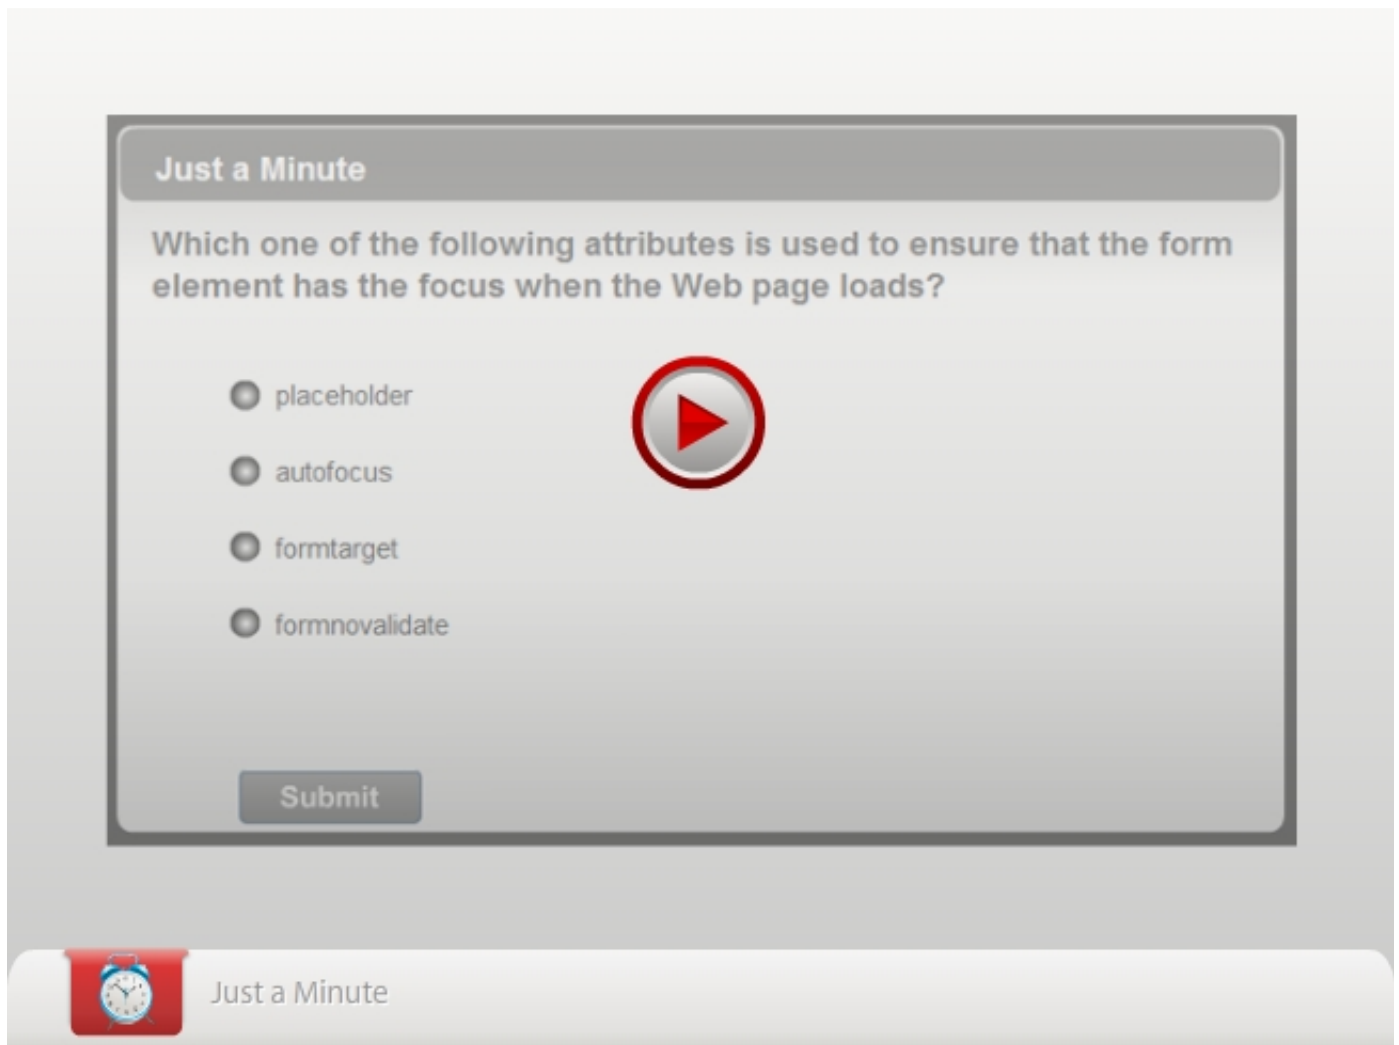 Just a Minute
Which one of the following attributes is used to ensure that the form
element has the focus when the Web page loads?
placeholder
autofocus
formtarget
formnovalidate
Submit
Just a Minute